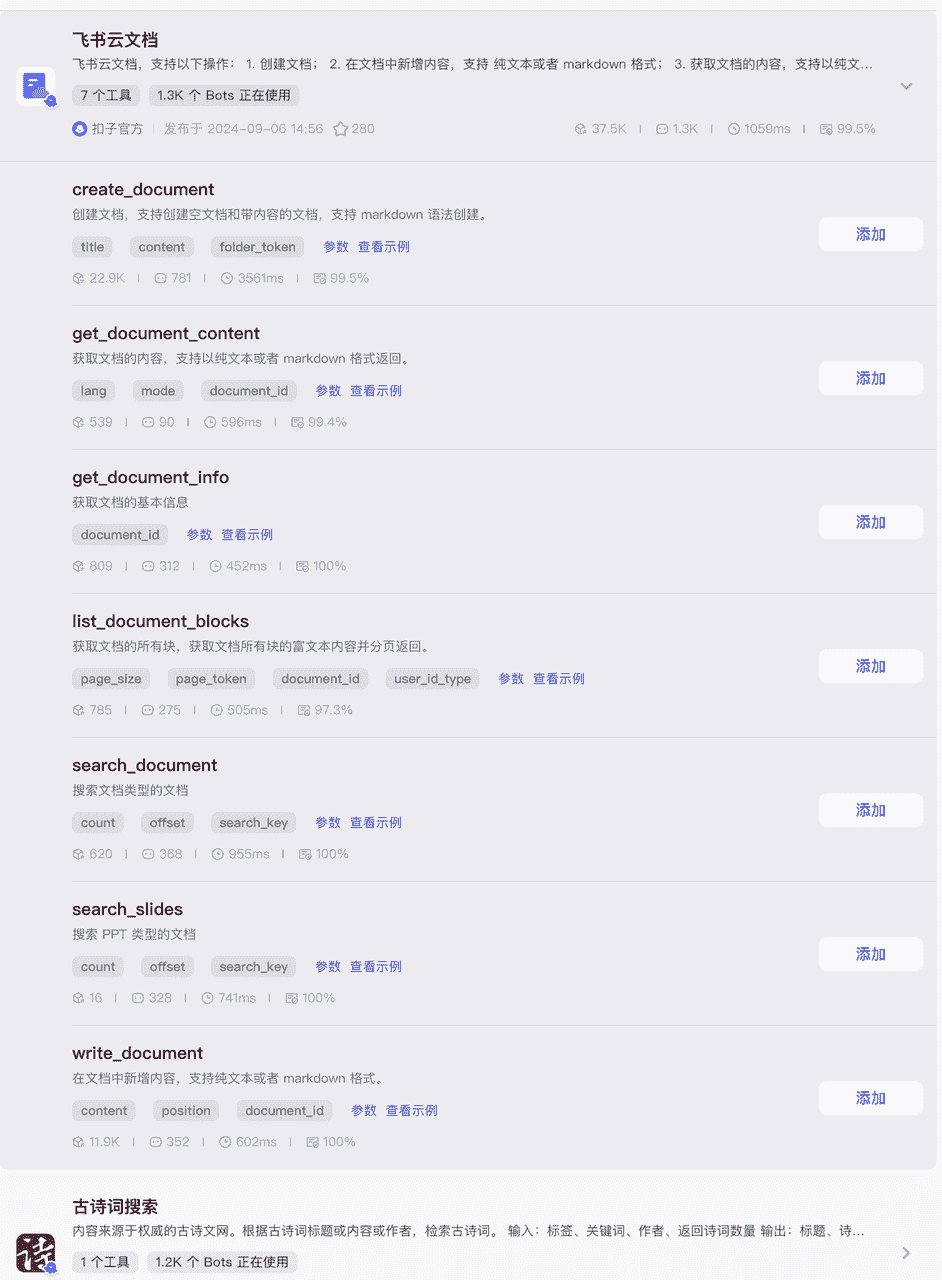 飞书云文档
飞书云文档，支持以下操作： 1. 创建文档； 2. 在文档中新增内容，支持 纯文本或者 markdown 格式； 3. 获取文档的内容，支持以纯文...
7 个工具 1.3K 个 Bots 正在使用
扣子官方 | 发布于 2024-09-06 14:56 280 37.5K | 1.3K | 1059ms | 99.5%
create_document
创建文档，支持创建空文档和带内容的文档，支持 markdown 语法创建。
title content folder_token 参数 查看示例 添加
22.9K | 781 | 3561ms | 99.5%
get_document_content
获取文档的内容，支持以纯文本或者 markdown 格式返回。
lang mode document_id 参数 查看示例 添加
539 | 90 | 596ms | 99.4%
get_document_info
获取文档的基本信息
document_id 参数 查看示例 添加
809 | 312 | 452ms | 100%
list_document_blocks
获取文档的所有块，获取文档所有块的富文本内容并分页返回。
page_size page_token document_id user_id_type 参数 查看示例 添加
785 | 275 | 505ms | 97.3%
search_document
搜索文档类型的文档
count offset search_key 参数 查看示例 添加
620 | 368 | 955ms | 100%
search_slides
搜索 PPT 类型的文档
count offset search_key 参数 查看示例 添加
16 | 328 | 741ms | 100%
write_document
在文档中新增内容，支持纯文本或者 markdown 格式。
content position document_id 参数 查看示例 添加
11.9K | 352 | 602ms | 100%
古诗词搜索
内容来源于权威的古诗文网。根据古诗词标题或内容或作者，检索古诗词。 输入：标签、关键词、作者、返回诗词数量 输出：标题、诗...
诗
1 个工具 1.2K 个 Bots 正在使用